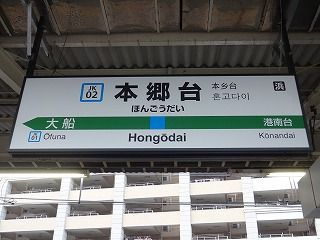 JK
02
本郷台
ほんごうだい
本乡台
혼고다이
浜
大船
港南台
JK
01
Ōfuna
Hongōdai
Kōnandai